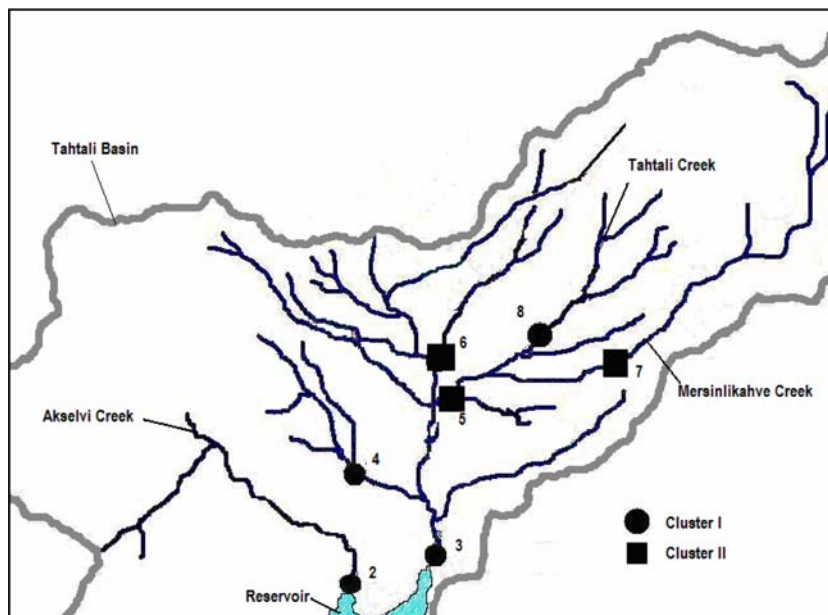 Tahtali Basin
Tahtali Creek
8
6
7
Mersinlikahve Creek
5
Akselvi Creek
4
Cluster I
3
Cluster II
2
Reservoir